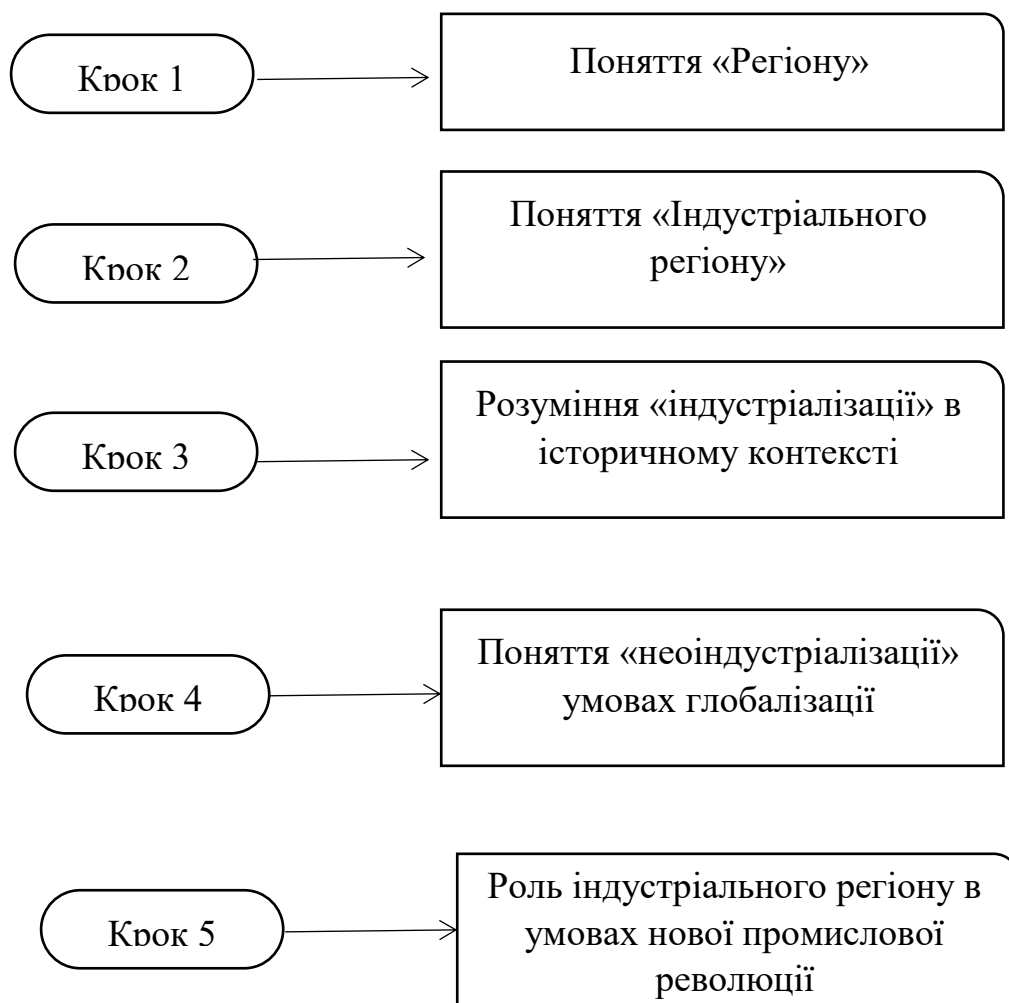 Крок 1
Поняття «Регіону»
Крок 2
Поняття «Індустріального
регіону»
Крок 3
Розуміння «індустріалізації» в
історичному контексті
Крок 4
Поняття «неоіндустріалізації»
умовах глобалізації
Крок 5
Роль індустріального регіону в
умовах нової промислової
революції